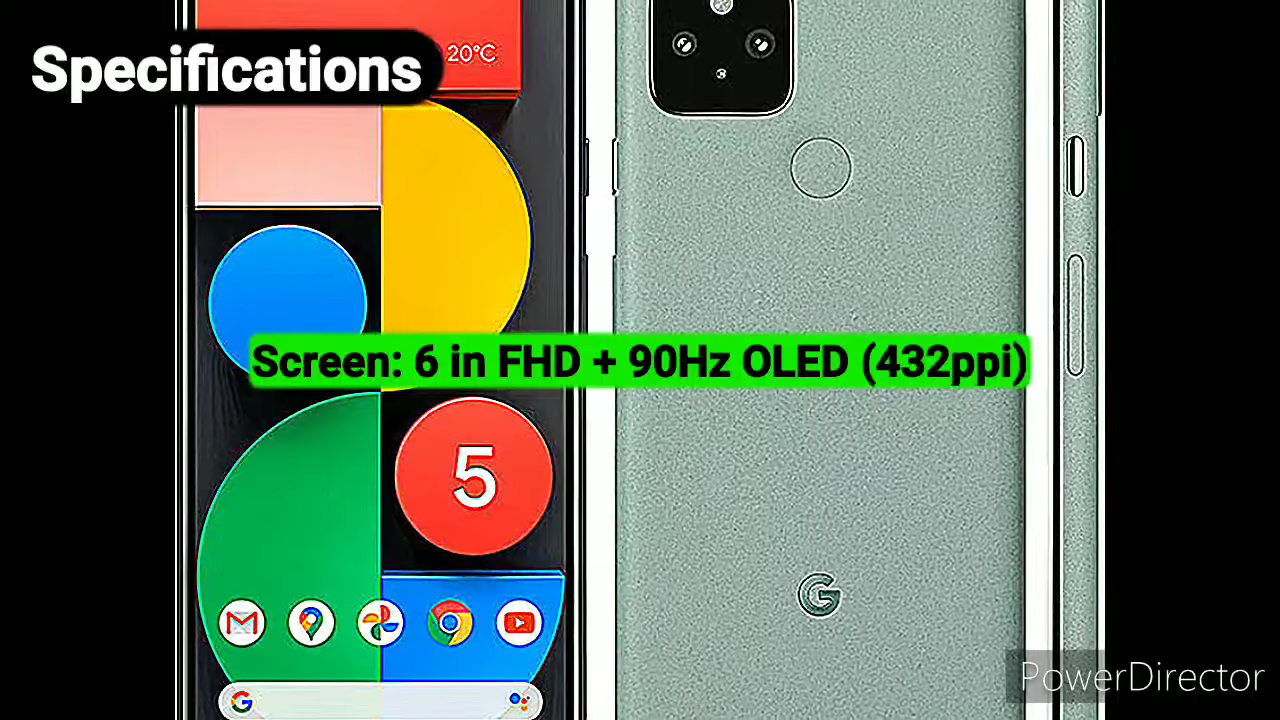 Specifications
20°C
Screen: 6 in FHD + 90Hz OLED (432ppi)
5
PowerDirector